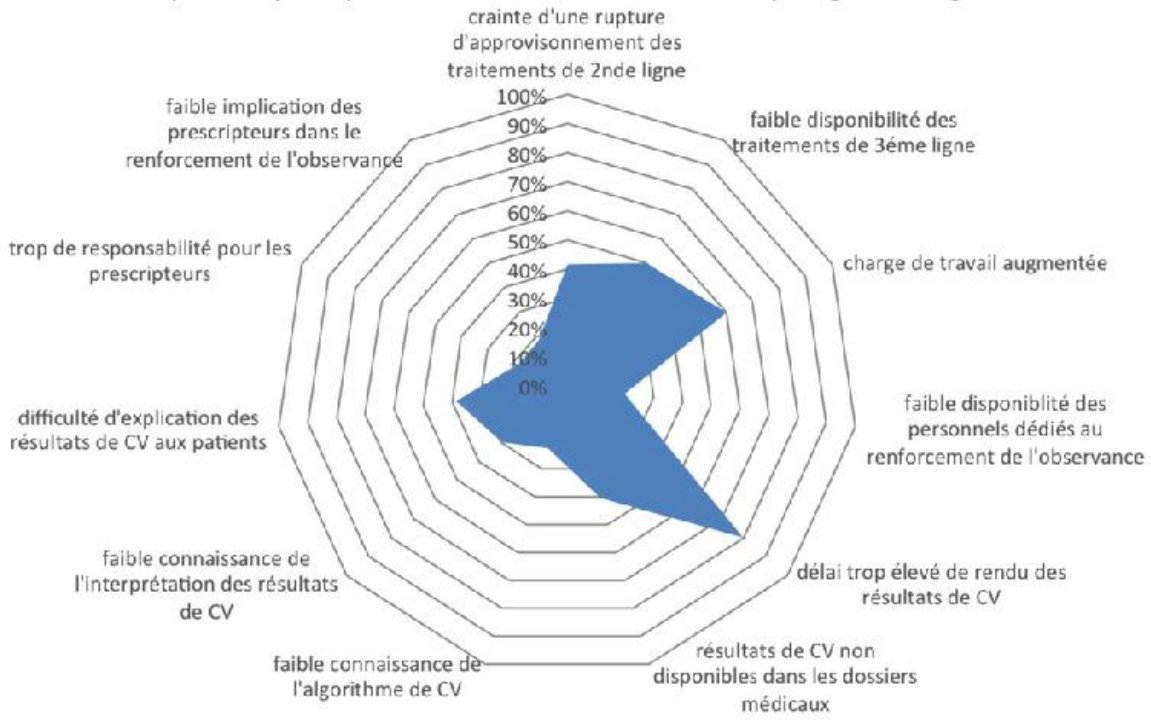 crainte d'une rupture
d'approvisonnement des
traitements de 2nde ligne
faible disponibilité des
traitements de 3éme ligne
charge de travail augmentée
faible disponiblité des
personnels dédiés au
renforcement de l'observance
délai trop élevé de rendu des
résultats de CV
résultats de CV non
disponibles dans les dossiers
médicaux
faible connaissance de
l'algorithme de CV
faible connaissance de
l'interprétation des résultats
de CV
difficulté d'explication des
résultats de CV aux patients
trop de responsabilité pour les
prescripteurs
faible implication des
prescripteurs dans le
renforcement de l'observance
100%
90%
80%
70%
60%
50%
40%
30%
20%
10%
0%